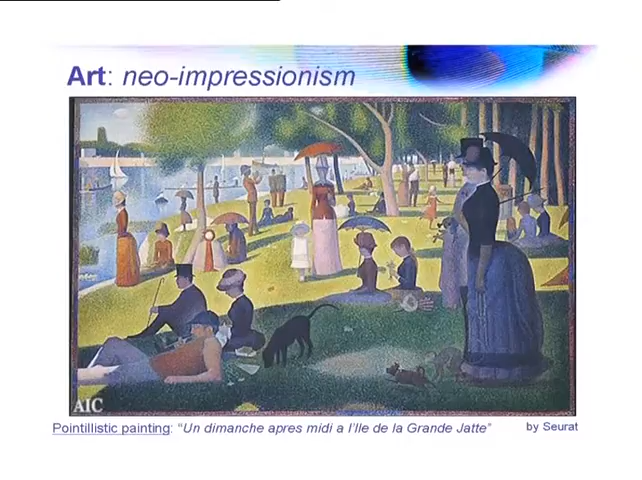 Art: neo-impressionism
AIC
Pointillistic painting: "Un dimanche apres midi a l'Ile de la Grande Jatte" by Seurat